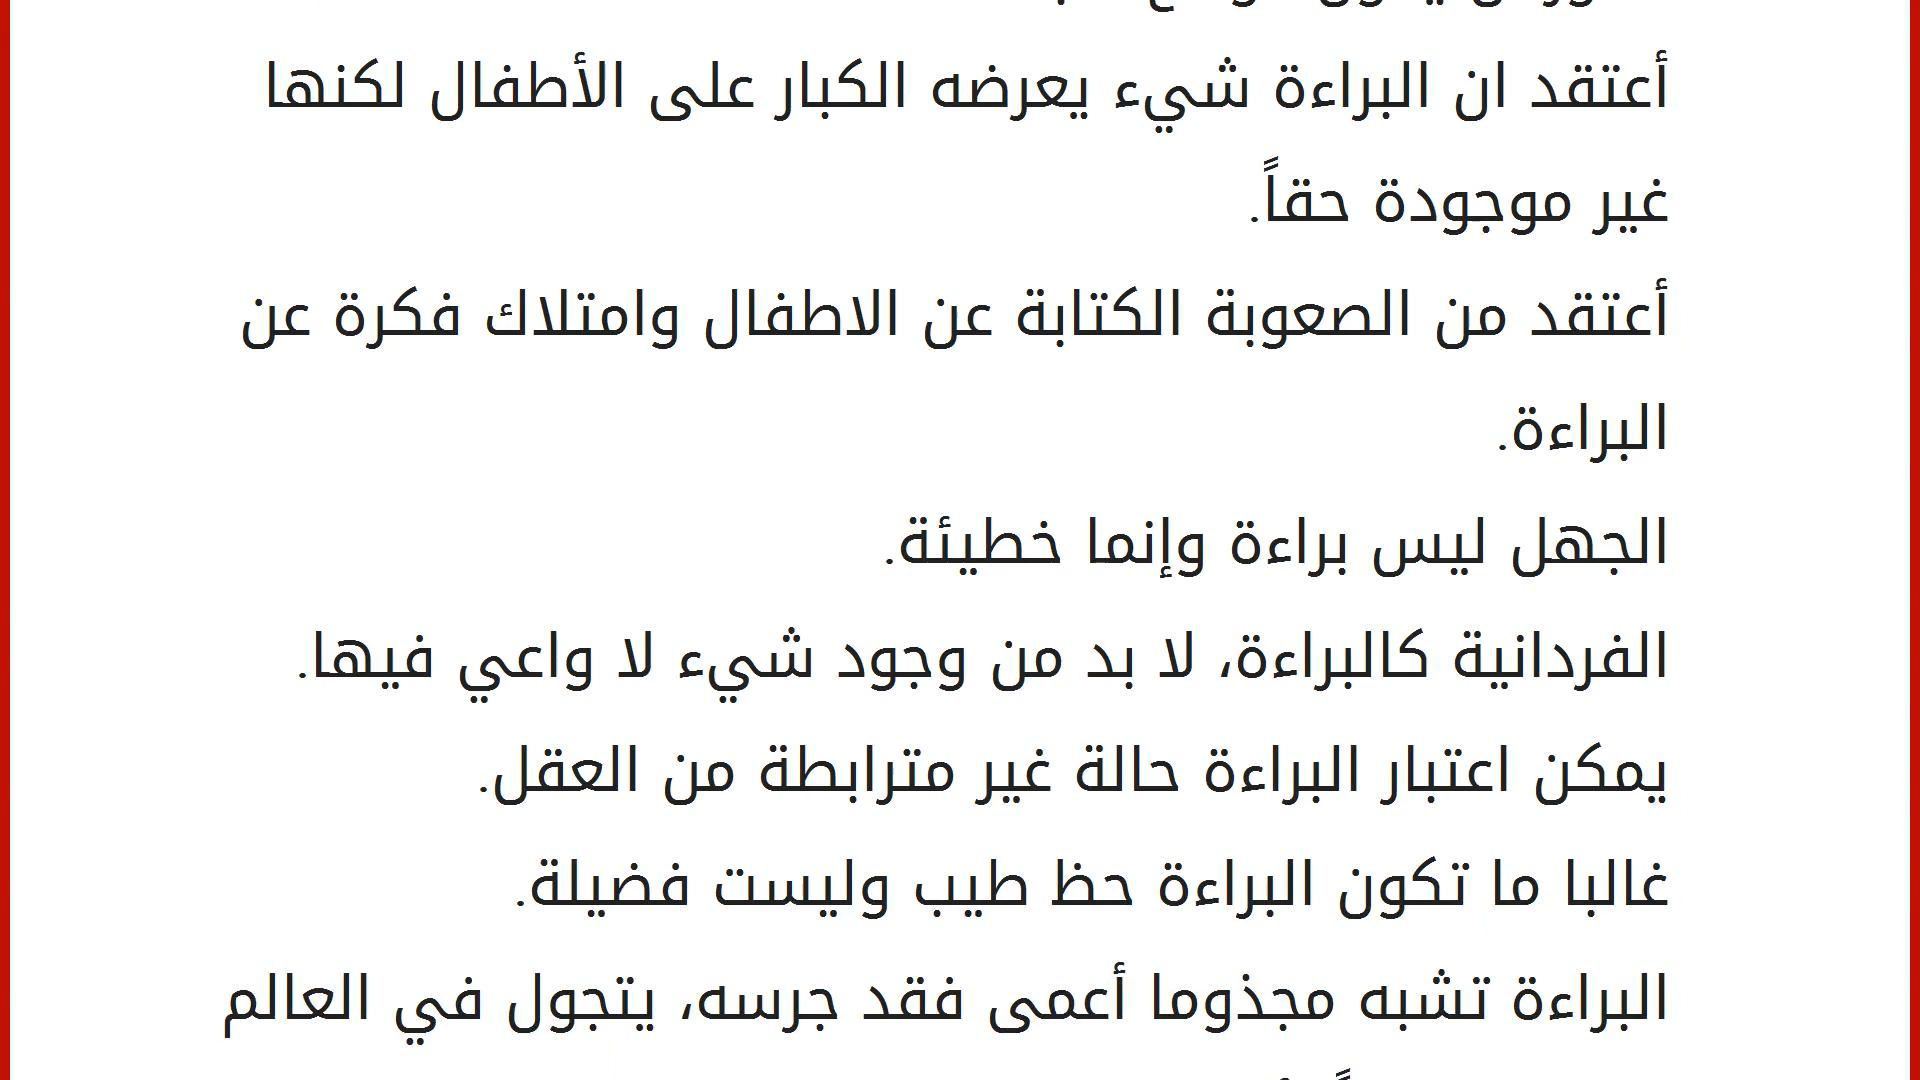 أعتقد ان البراءة شيء يعرضه الكبار على الأطفال لكنها
غير موجودة حقاً.
أعتقد من الصعوبة الكتابة عن الاطفال وامتلاك فكرة عن
البراءة.
الجهل ليس براءة وإنما خطيئة.
الفردانية كالبراءة، لا بد من وجود شيء لا واعي فيها.
يمكن اعتبار البراءة حالة غير مترابطة من العقل.
غالبا ما تكون البراءة حظ طيب وليست فضيلة.
البراءة تشبه مجذوما أعمى فقد جرسه، يتجول في العالم